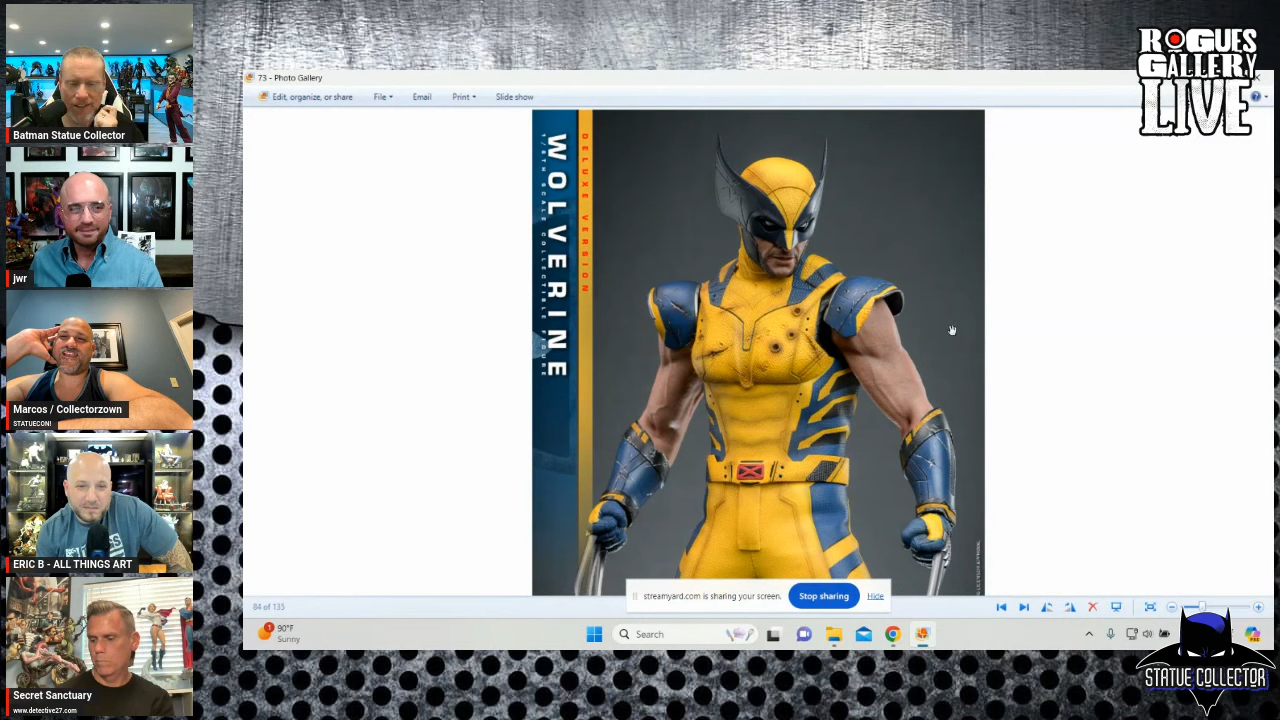 Batman Statue Collector
jwr
Marcos / Collectorzown
STATUECON!
ERIC B - ALL THINGS ART
Secret Sanctuary
www.detective27.com
73 - Photo Gallery
Edit, organize, or share
File
Email
Print
Slide show
WOLVERINE
1/6TH SCALE COLLECTIBLE FIGURE
DELUXE VERSION
streamyard.com is sharing your screen.
Stop sharing
Hide
84 of 135
1
90°F
Sunny
Search
ROGUES
GALLERY
LIVE
STATUE COLLECTOR